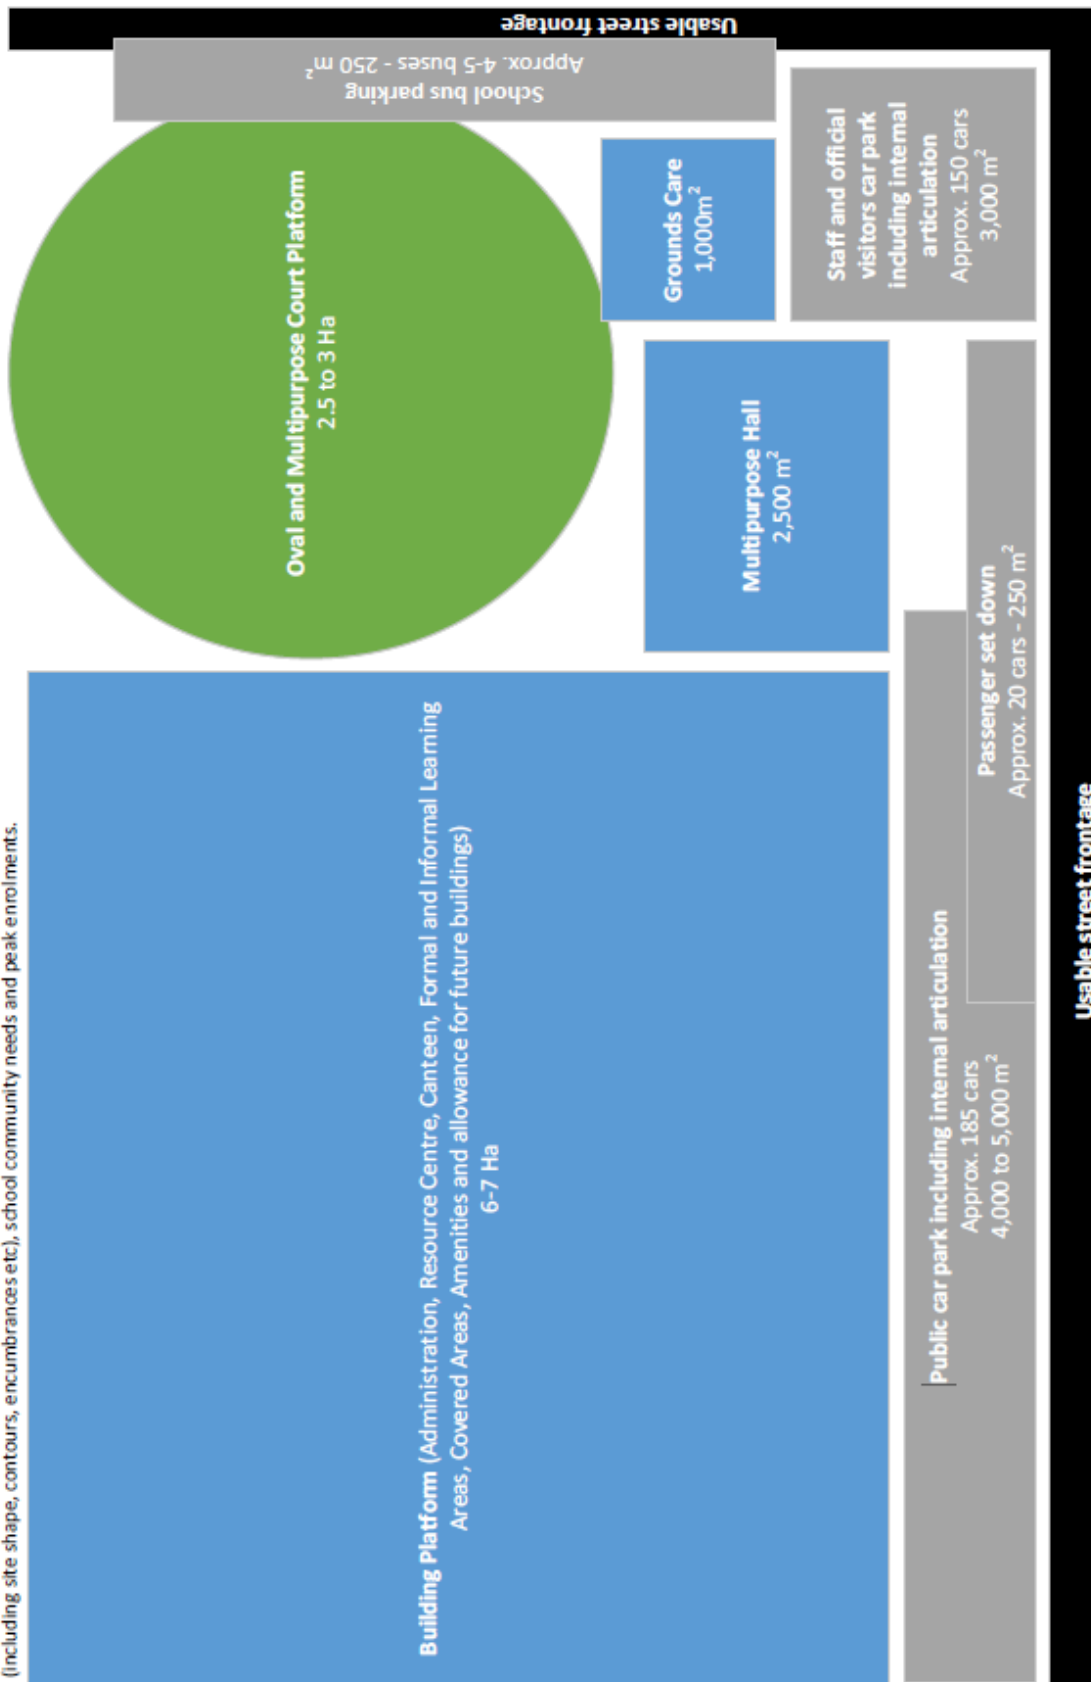 (including site shape, contours, encumbrances etc), school community needs and peak enrolments.
Building Platform (Administration, Resource Centre, Canteen, Formal and Informal Learning
Areas, Covered Areas, Amenities and allowance for future buildings)
6-7 Ha
Oval and Multipurpose Court Platform
2.5 to 3 Ha
School bus parking
Approx. 4-5 buses - 250 m²
Usable street frontage
Grounds Care
1,000m²
Multipurpose Hall
2,500 m²
Staff and official
visitors car park
including internal
articulation
Approx. 150 cars
3,000 m²
Public car park including internal articulation
Approx. 185 cars
4,000 to 5,000 m²
Passenger set down
Approx. 20 cars - 250 m²
Usable street frontage